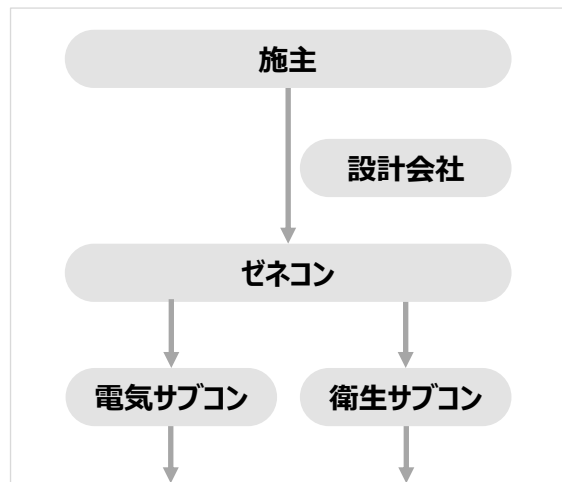 施主
設計会社
ゼネコン
電気サブコン
衛生サブコン